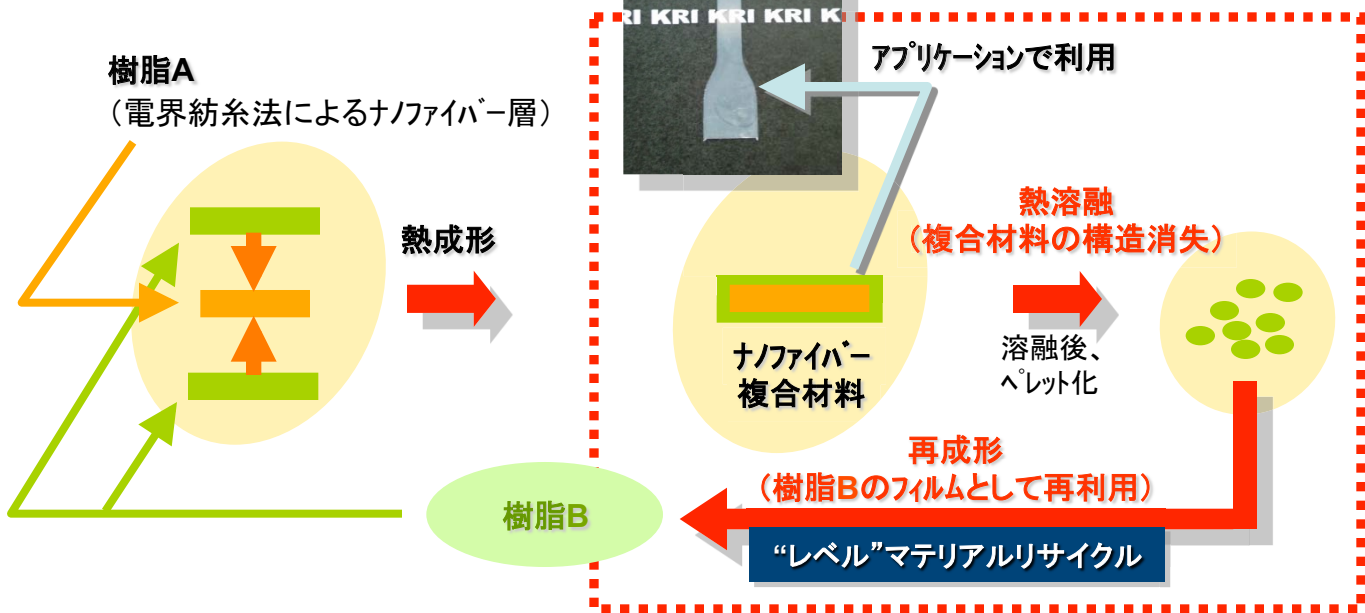 KRI KRI KRI KRI K
樹脂A
（電界紡糸法によるナノファイバー層）
アプリケーションで利用
熱成形
熱溶融
（複合材料の構造消失）
ナノファイバー
複合材料
溶融後、
ペレット化
再成形
（樹脂Bのフィルムとして再利用）
樹脂B
“レベル”マテリアルリサイクル